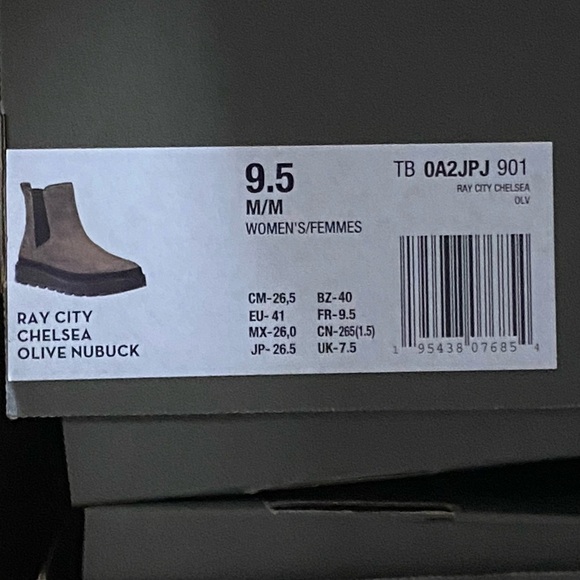 9.5
M/M
WOMEN'S/FEMMES
TB 0A2JPJ 901
RAY CITY CHELSEA
OLV
RAY CITY
CHELSEA
OLIVE NUBUCK
CM-26,5 BZ-40
EU- 41 FR-9.5
MX-26,0 CN-265(1.5)
JP- 26.5 UK-7.5
1 95438 07685 4